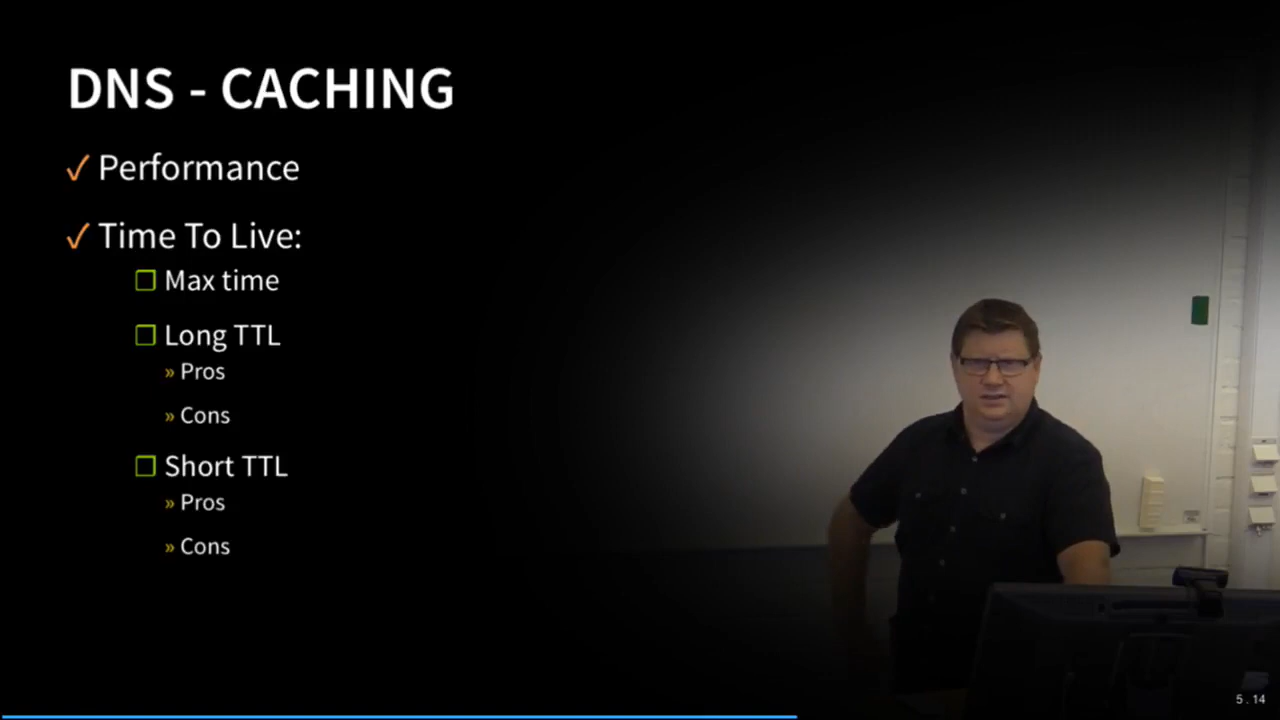 DNS - CACHING
✓ Performance
✓ Time To Live:
❐ Max time
❐ Long TTL
» Pros
» Cons
❐ Short TTL
» Pros
» Cons
5 . 14